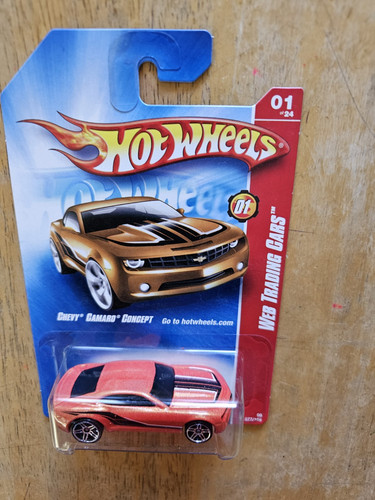 01
of 24
HOT WHEELS
01
WEB TRADING CARS™
CHEVY® CAMARO® CONCEPT
Go to hotwheels.com